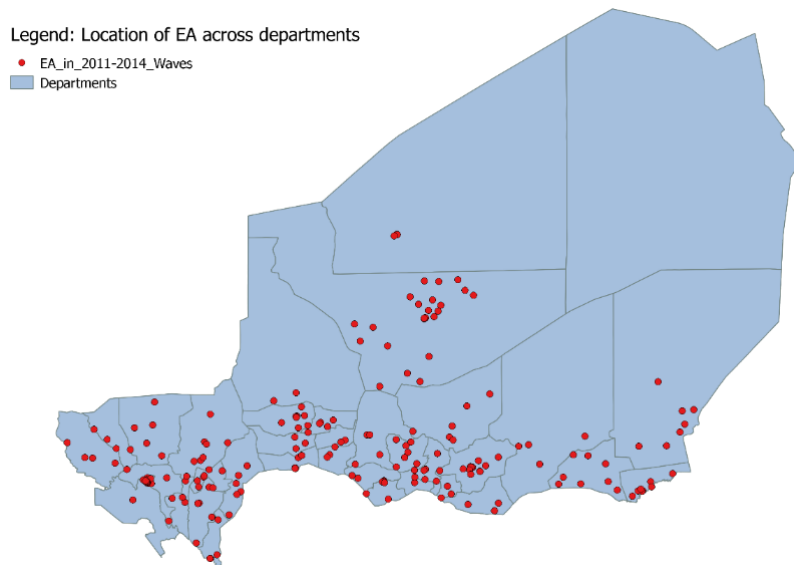 Legend: Location of EA across departments
EA_in_2011-2014_Waves
Departments